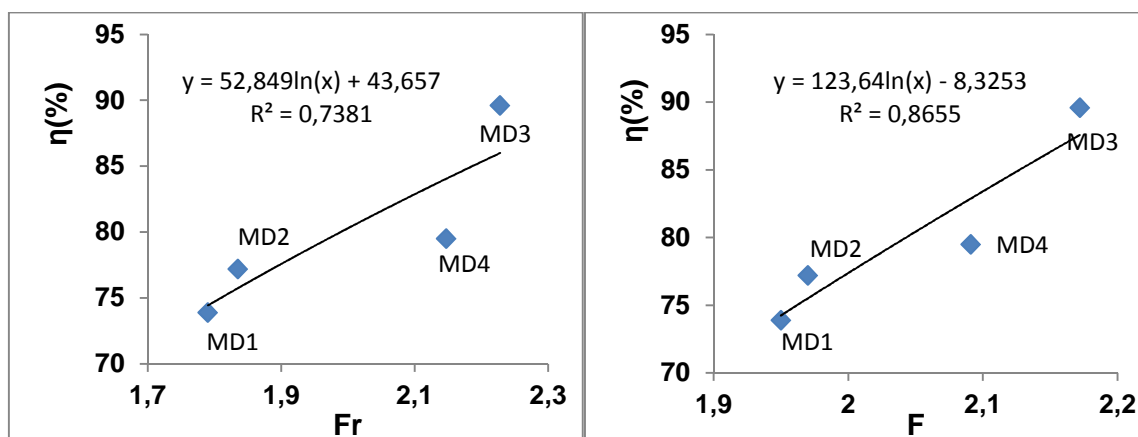 95
90
85
80
75
70
η(%)
y = 52,849ln(x) + 43,657
R² = 0,7381
MD3
MD2
MD4
MD1
1,7
1,9
2,1
2,3
Fr
95
90
85
80
75
70
η(%)
y = 123,64ln(x) - 8,3253
R² = 0,8655
MD3
MD2
MD4
MD1
1,9
2
2,1
2,2
F